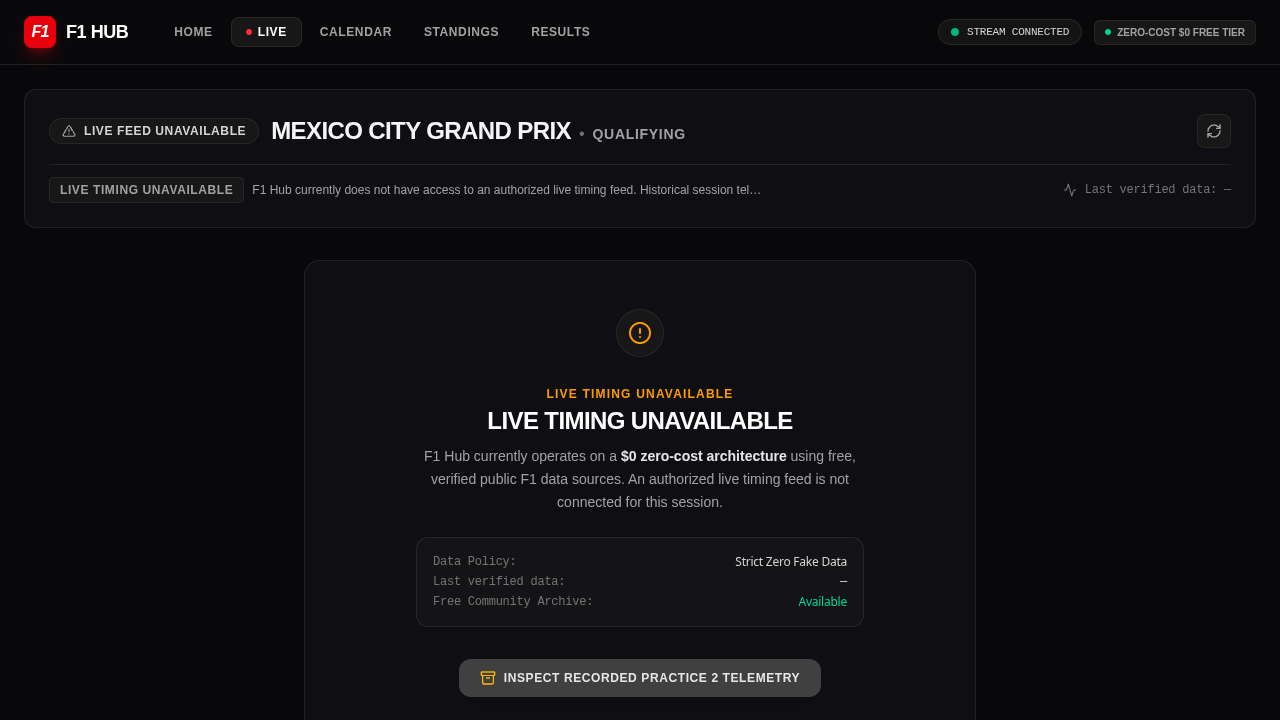 F1 F1 HUB HOME LIVE CALENDAR STANDINGS RESULTS STREAM CONNECTED ZERO-COST $0 FREE TIER
LIVE FEED UNAVAILABLE MEXICO CITY GRAND PRIX • QUALIFYING
LIVE TIMING UNAVAILABLE F1 Hub currently does not have access to an authorized live timing feed. Historical session tel… Last verified data: —
LIVE TIMING UNAVAILABLE
LIVE TIMING UNAVAILABLE
F1 Hub currently operates on a $0 zero-cost architecture using free,
verified public F1 data sources. An authorized live timing feed is not
connected for this session.
Data Policy: Strict Zero Fake Data
Last verified data: —
Free Community Archive: Available
INSPECT RECORDED PRACTICE 2 TELEMETRY